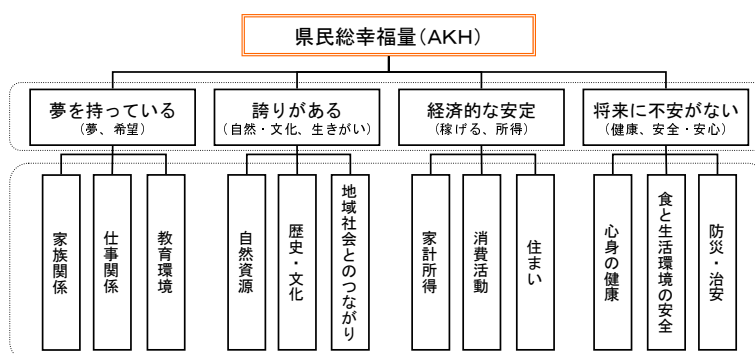 県民総幸福量(AKH)
夢を持っている
(夢、希望)
誇りがある
(自然・文化、生きがい)
経済的な安定
(稼げる、所得)
将来に不安がない
(健康、安全・安心)
家族関係
仕事関係
教育環境
自然資源
歴史・文化
地域社会とのつながり
家計所得
消費活動
住まい
心身の健康
食と生活環境の安全
防災・治安